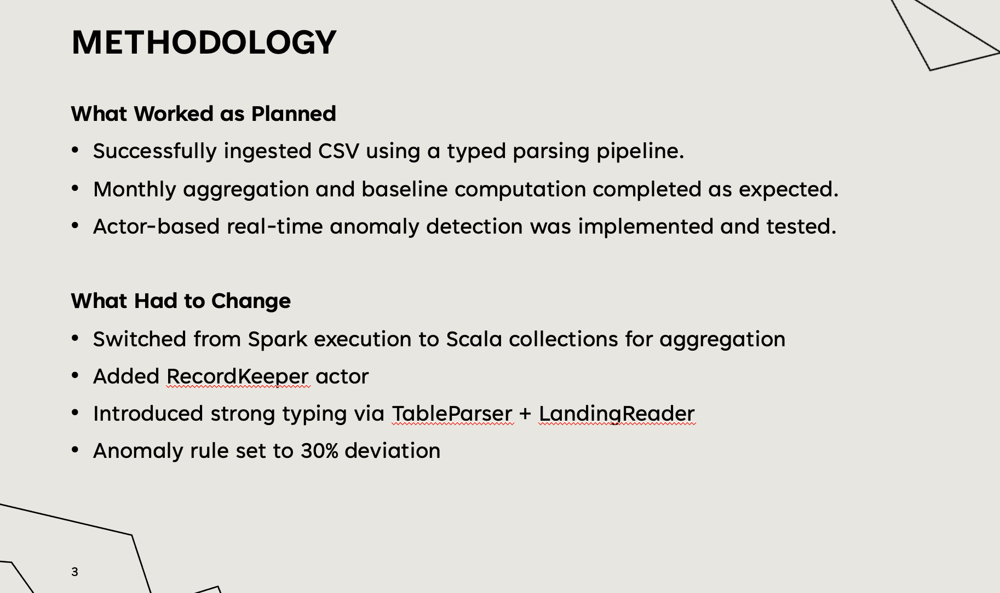 METHODOLOGY
What Worked as Planned
• Successfully ingested CSV using a typed parsing pipeline.
• Monthly aggregation and baseline computation completed as expected.
• Actor-based real-time anomaly detection was implemented and tested.
What Had to Change
• Switched from Spark execution to Scala collections for aggregation
• Added RecordKeeper actor
• Introduced strong typing via TableParser + LandingReader
• Anomaly rule set to 30% deviation
3